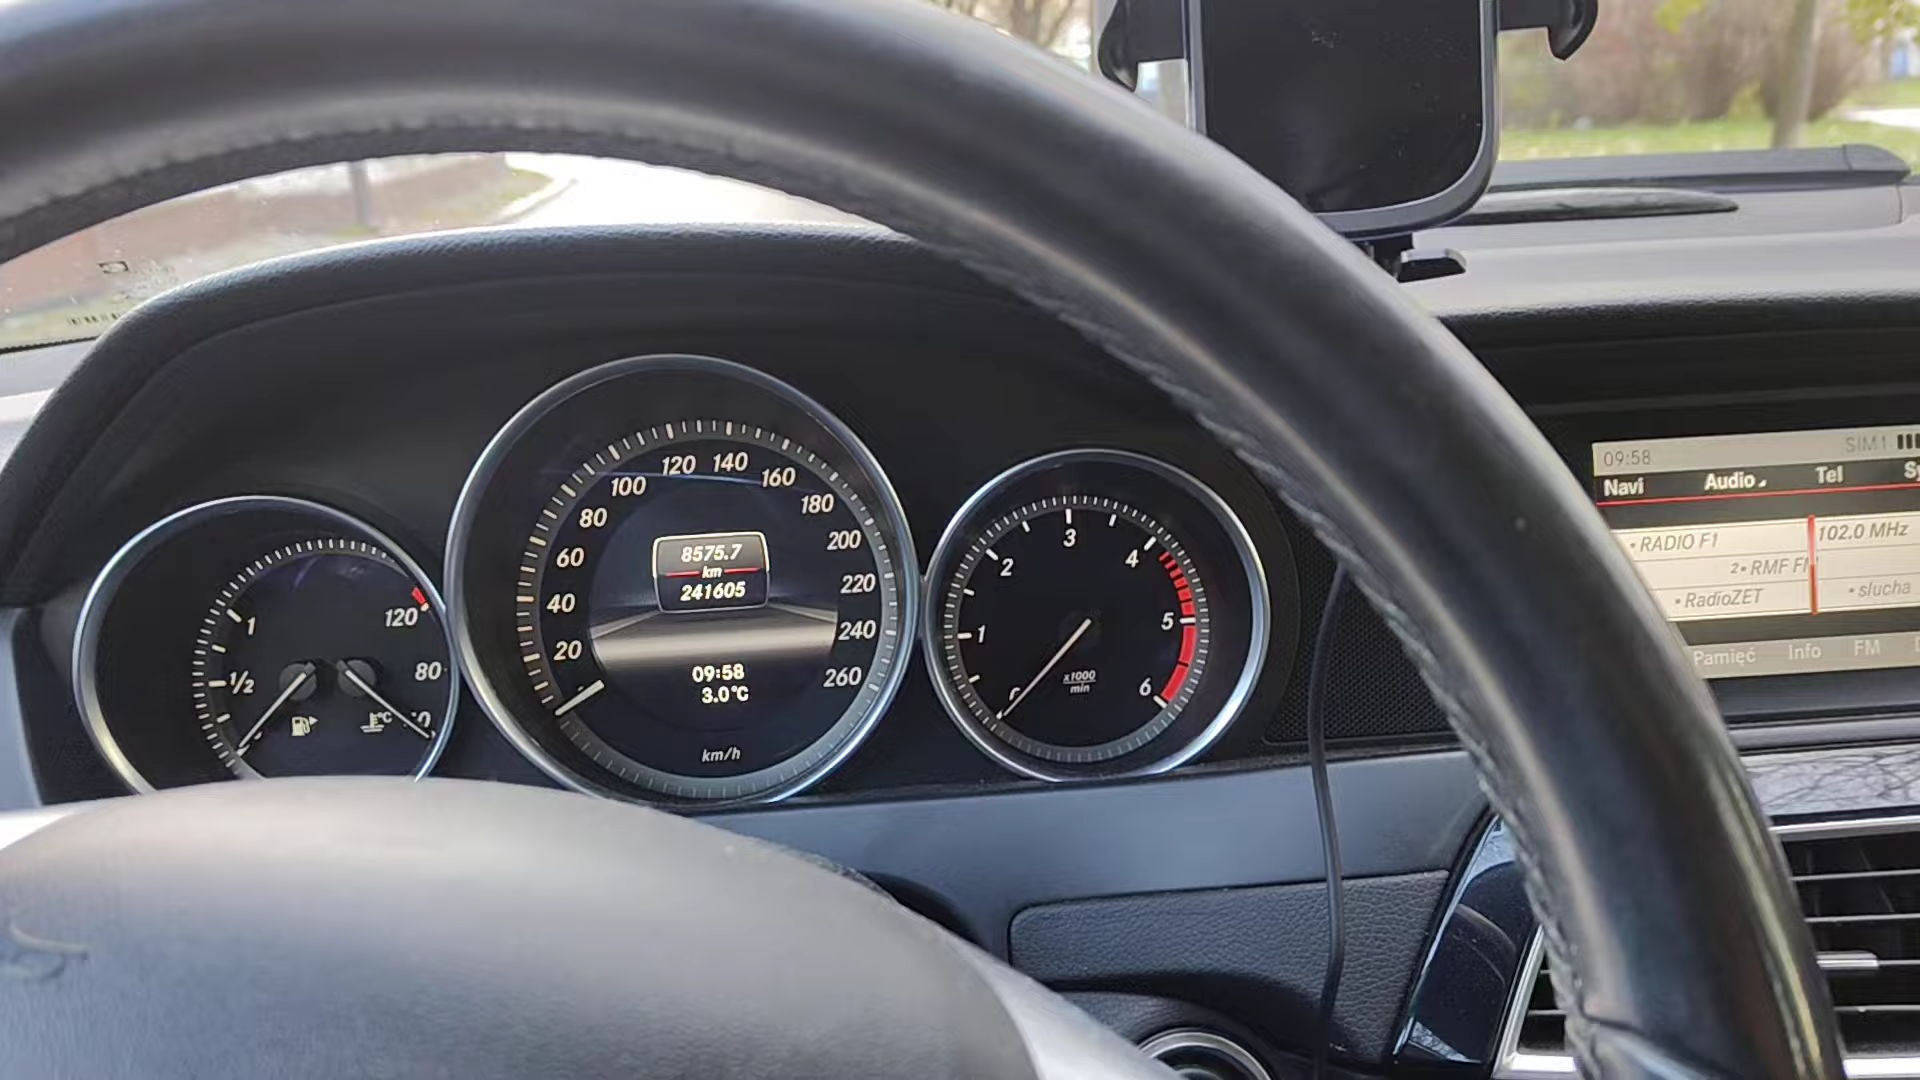 1
1/2
120
80
°C
20
40
60
80
100
120
140
160
180
200
220
240
260
8575.7
km
241605
09:58
3.0°C
km/h
1
2
3
4
5
6
x1000
min
09:58 SIM1
Navi Audio Tel
• RADIO F1 102.0 MHz
2• RMF FM
• RadioZET • slucha
Pamięć Info FM